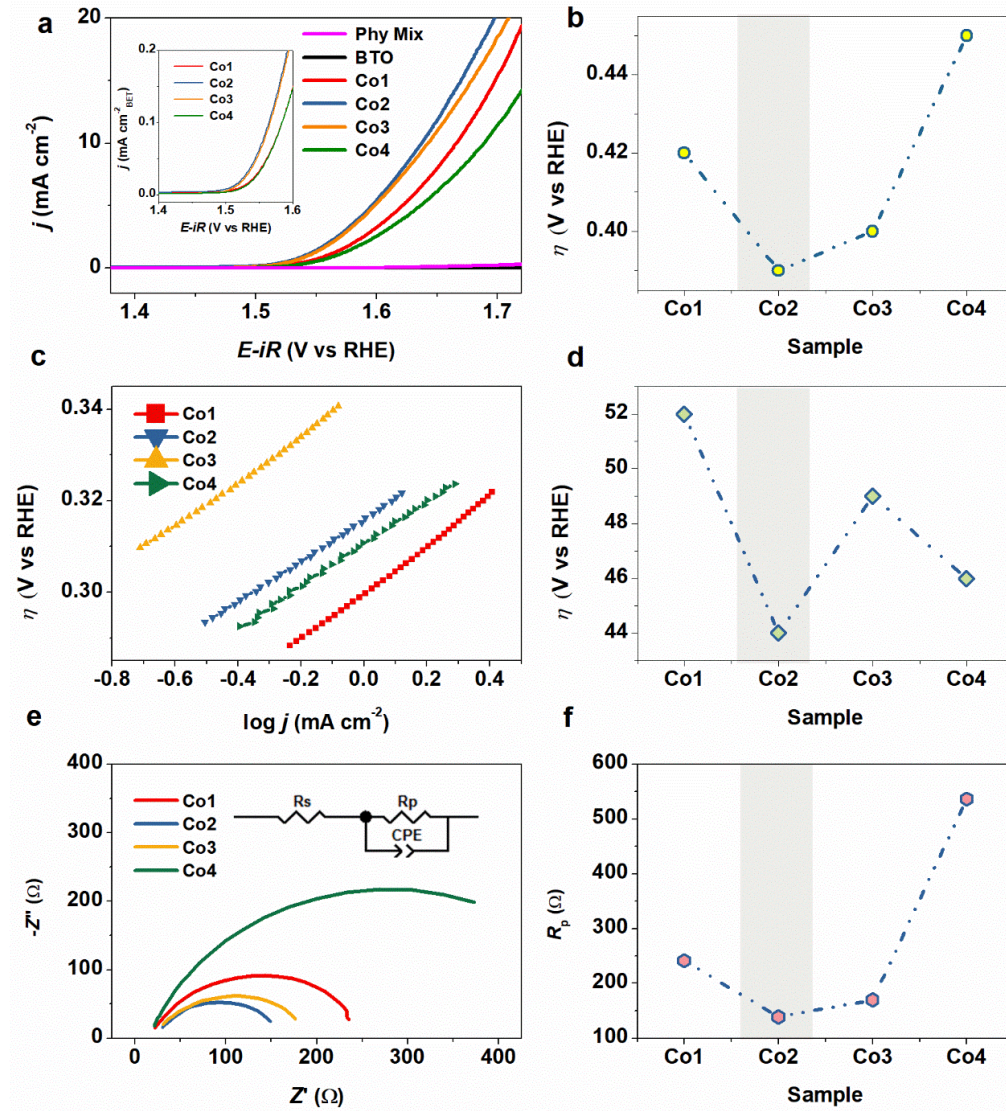 a
20
10
0
j (mA cm-2)
1.4 1.5 1.6 1.7
E-iR (V vs RHE)
Phy Mix
BTO
Co1
Co2
Co3
Co4
0.2
0.1
0.0
j (mA cm-2BET)
Co1
Co2
Co3
Co4
1.4 1.5 1.6
E-iR (V vs RHE)
b
0.44
0.42
0.40
η (V vs RHE)
Co1 Co2 Co3 Co4
Sample
c
0.34
0.32
0.30
η (V vs RHE)
Co1
Co2
Co3
Co4
-0.8 -0.6 -0.4 -0.2 0.0 0.2 0.4 0.6
log j (mA cm-2)
d
52
50
48
46
44
η (V vs RHE)
Co1 Co2 Co3 Co4
Sample
e
400
300
200
100
0
-Z'' (Ω)
Co1
Co2
Co3
Co4
Rs
Rp
CPE
0 100 200 300 400
Z' (Ω)
f
600
500
400
300
200
100
Rp (Ω)
Co1 Co2 Co3 Co4
Sample